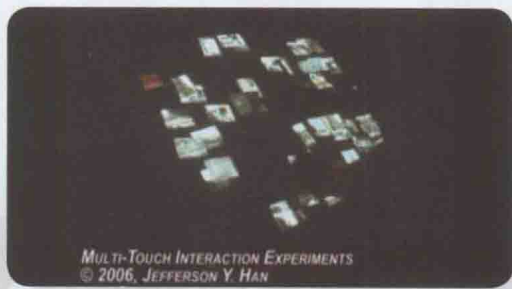 MULTI-TOUCH INTERACTION EXPERIMENTS
© 2006, JEFFERSON Y. HAN